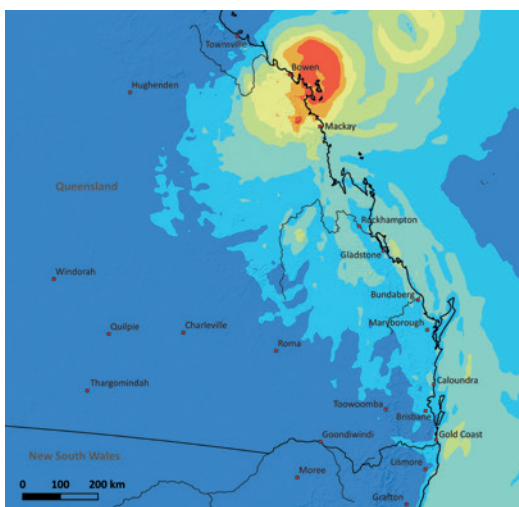 Townsville
Bowen
Hughenden
Mackay
Queensland
Rockhampton
Gladstone
Windorah
Bundaberg
Maryborough
Quilpie
Charleville
Roma
Thargomindah
Caloundra
Toowoomba
Brisbane
Goondiwindi
Gold Coast
New South Wales
Lismore
Moree
0 100 200 km
Grafton